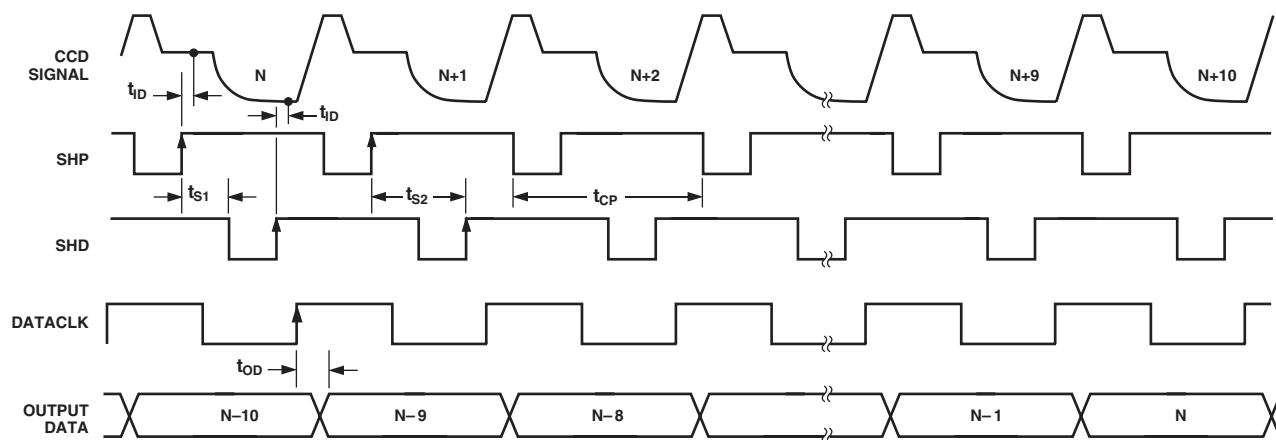 CCD
SIGNAL
N
N+1
N+2
N+9
N+10
tID
tID
SHP
tS1
tS2
tCP
SHD
DATACLK
tOD
OUTPUT
DATA
N–10
N–9
N–8
N–1
N